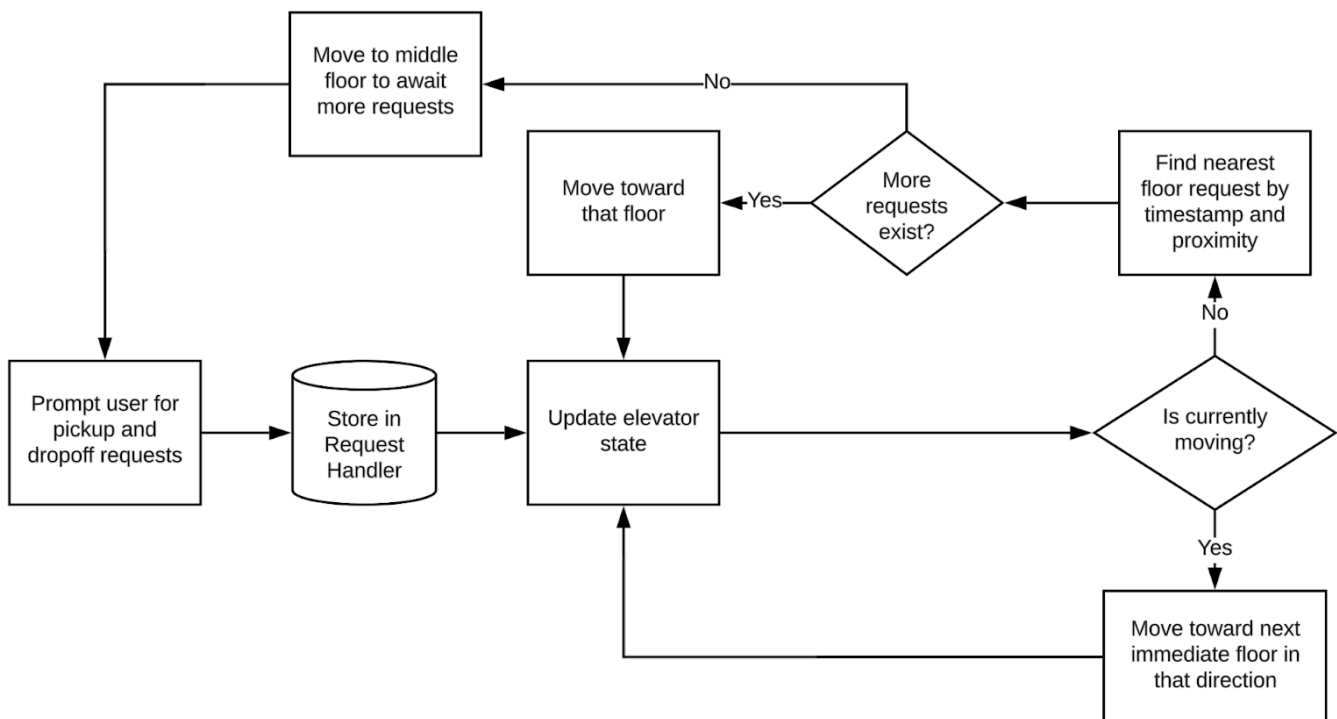 Move to middle
floor to await
more requests
No
Move toward
that floor
Yes
More
requests
exist?
Find nearest
floor request by
timestamp and
proximity
No
Prompt user for
pickup and
dropoff requests
Store in
Request
Handler
Update elevator
state
Is currently
moving?
Yes
Move toward next
immediate floor in
that direction